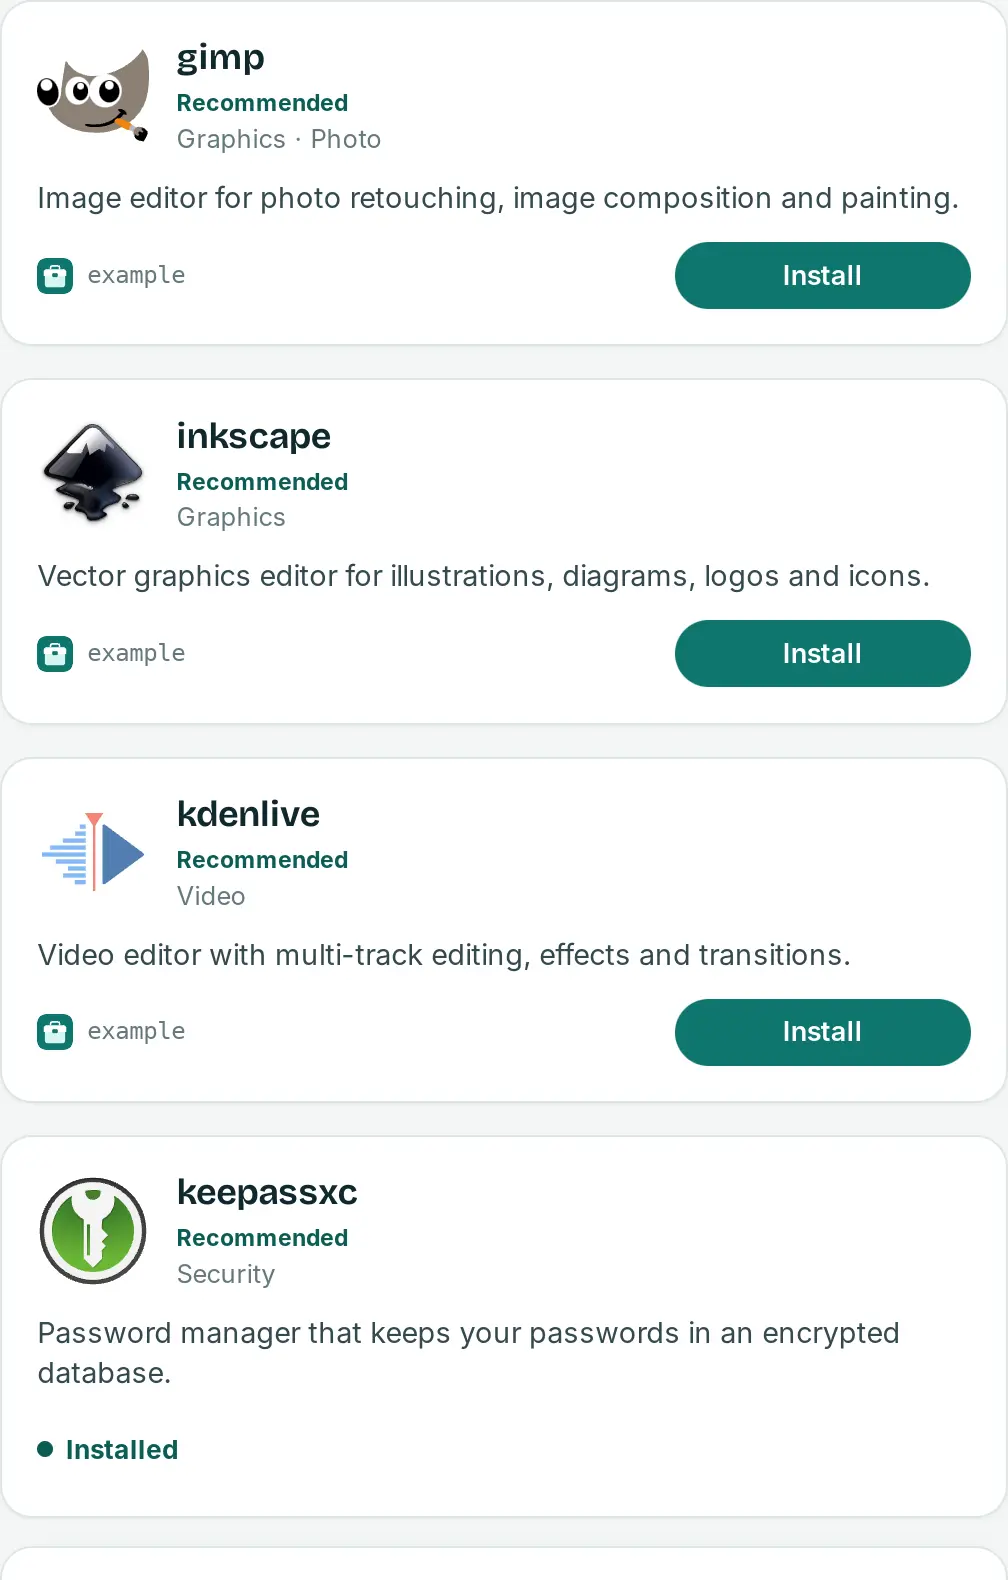 gimp
Recommended
Graphics · Photo
Image editor for photo retouching, image composition and painting.
example
Install
inkscape
Recommended
Graphics
Vector graphics editor for illustrations, diagrams, logos and icons.
example
Install
kdenlive
Recommended
Video
Video editor with multi-track editing, effects and transitions.
example
Install
keepassxc
Recommended
Security
Password manager that keeps your passwords in an encrypted
database.
Installed